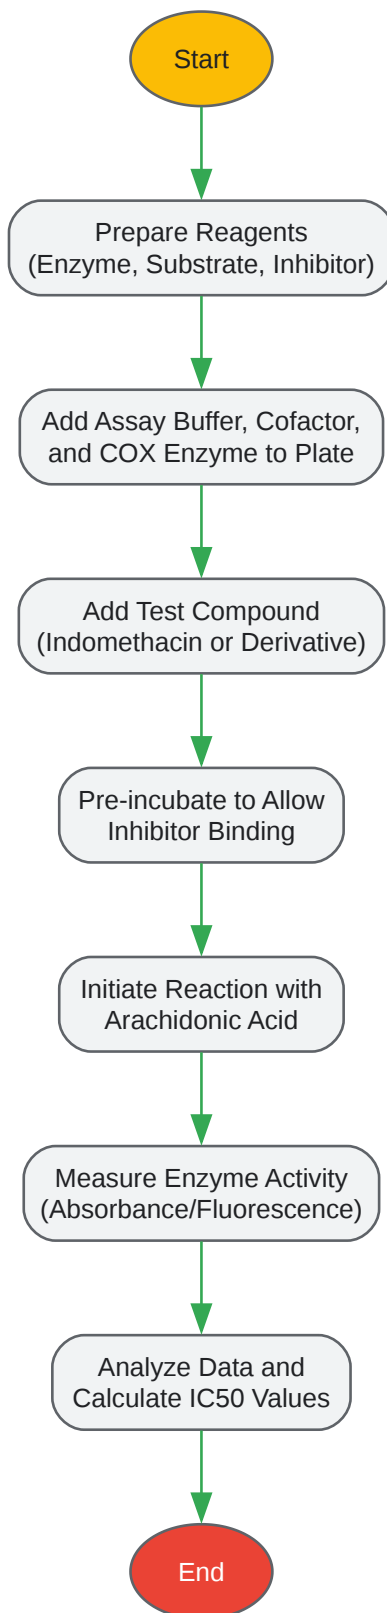 Start
Prepare Reagents
(Enzyme, Substrate, Inhibitor)
Add Assay Buffer, Cofactor,
and COX Enzyme to Plate
Add Test Compound
(Indomethacin or Derivative)
Pre-incubate to Allow
Inhibitor Binding
Initiate Reaction with
Arachidonic Acid
Measure Enzyme Activity
(Absorbance/Fluorescence)
Analyze Data and
Calculate IC50 Values
End